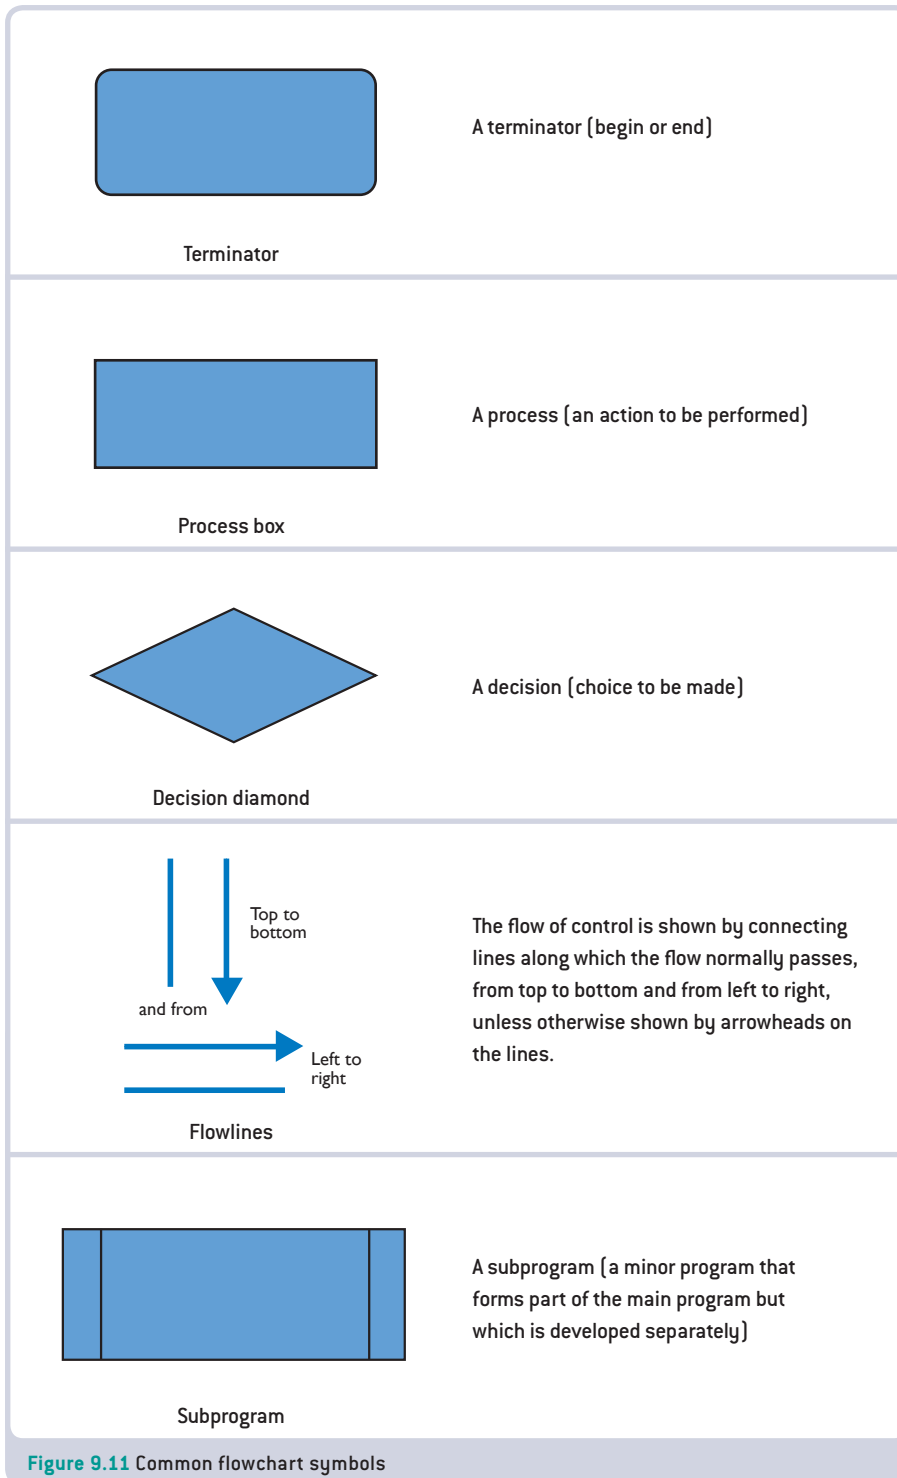 A terminator (begin or end)
Terminator
A process (an action to be performed)
Process box
A decision (choice to be made)
Decision diamond
Top to
bottom
and from
Left to
right
Flowlines
The flow of control is shown by connecting
lines along which the flow normally passes,
from top to bottom and from left to right,
unless otherwise shown by arrowheads on
the lines.
A subprogram (a minor program that
forms part of the main program but
which is developed separately)
Subprogram
Figure 9.11 Common flowchart symbols